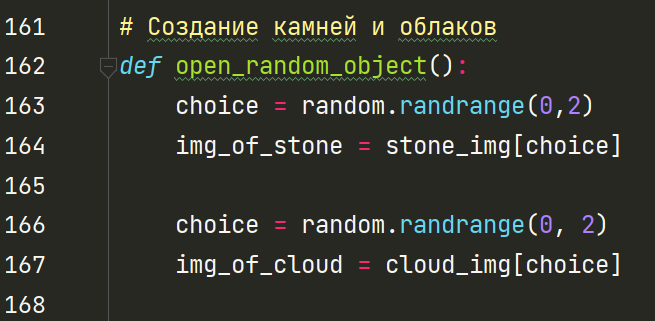 161 # Создание камней и облаков
162 def open_random_object():
163 choice = random.randrange(0,2)
164 img_of_stone = stone_img[choice]
165
166 choice = random.randrange(0, 2)
167 img_of_cloud = cloud_img[choice]
168